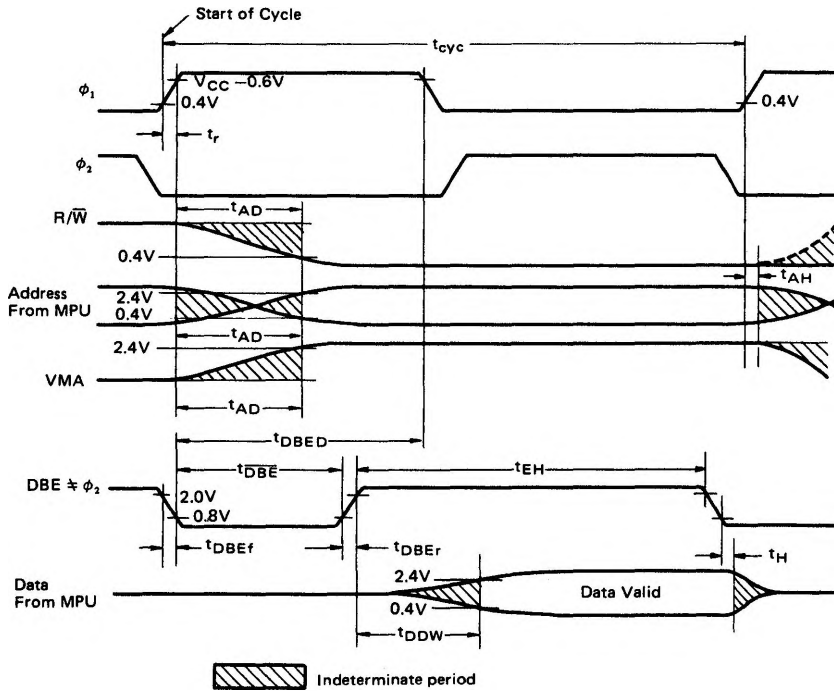 Start of Cycle
tcyc
ϕ1
VCC −0.6V
0.4V
0.4V
tr
ϕ2
tAD
R/W̅
0.4V
tAH
Address
From MPU
2.4V
0.4V
tAD
2.4V
VMA
tAD
tDBED
tD̅B̅E̅
tEH
DBE ≒ ϕ2
2.0V
0.8V
tDBEf
tDBEr
tH
Data
From MPU
2.4V
0.4V
Data Valid
tDDW
Indeterminate period